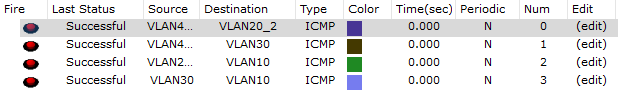 Fire Last Status Source Destination Type Color Time(sec) Periodic Num Edit
Successful VLAN4... VLAN20_2 ICMP 0.000 N 0 (edit)
Successful VLAN4... VLAN30 ICMP 0.000 N 1 (edit)
Successful VLAN2... VLAN10 ICMP 0.000 N 2 (edit)
Successful VLAN30 VLAN10 ICMP 0.000 N 3 (edit)